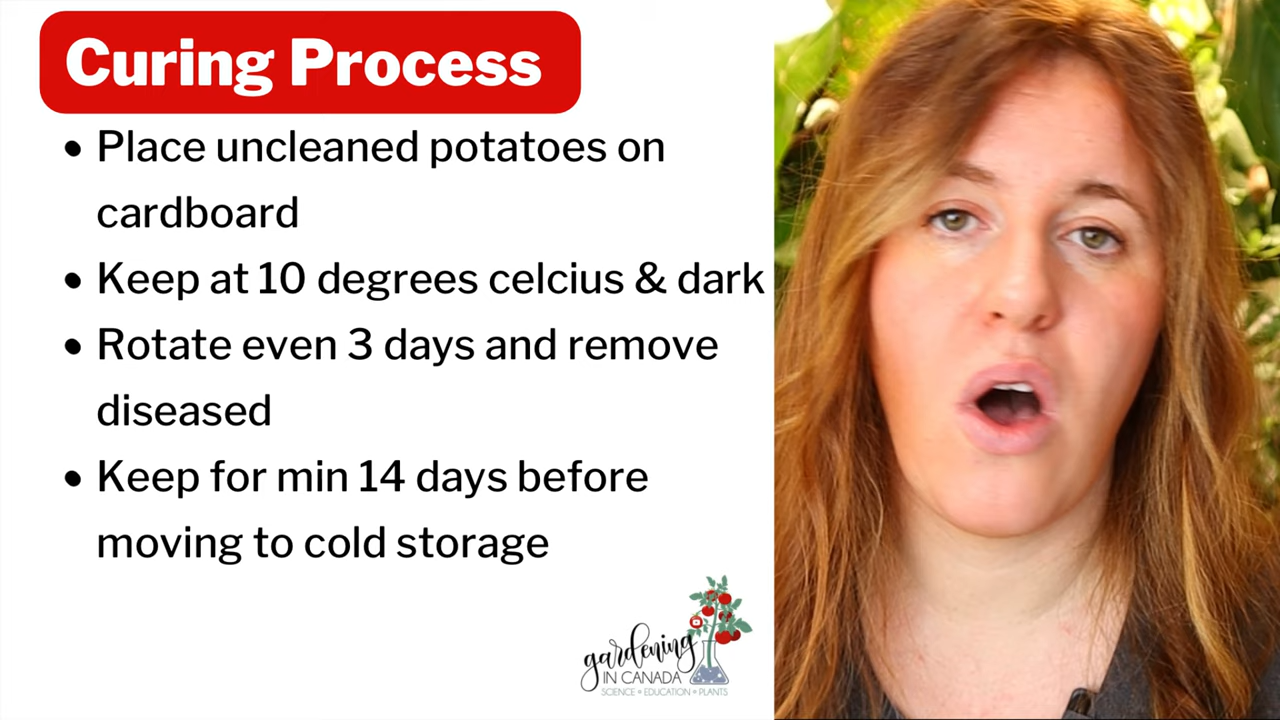 Curing Process
• Place uncleaned potatoes on
cardboard
• Keep at 10 degrees celcius & dark
• Rotate even 3 days and remove
diseased
• Keep for min 14 days before
moving to cold storage
gardening
IN CANADA
SCIENCE • EDUCATION • PLANTS